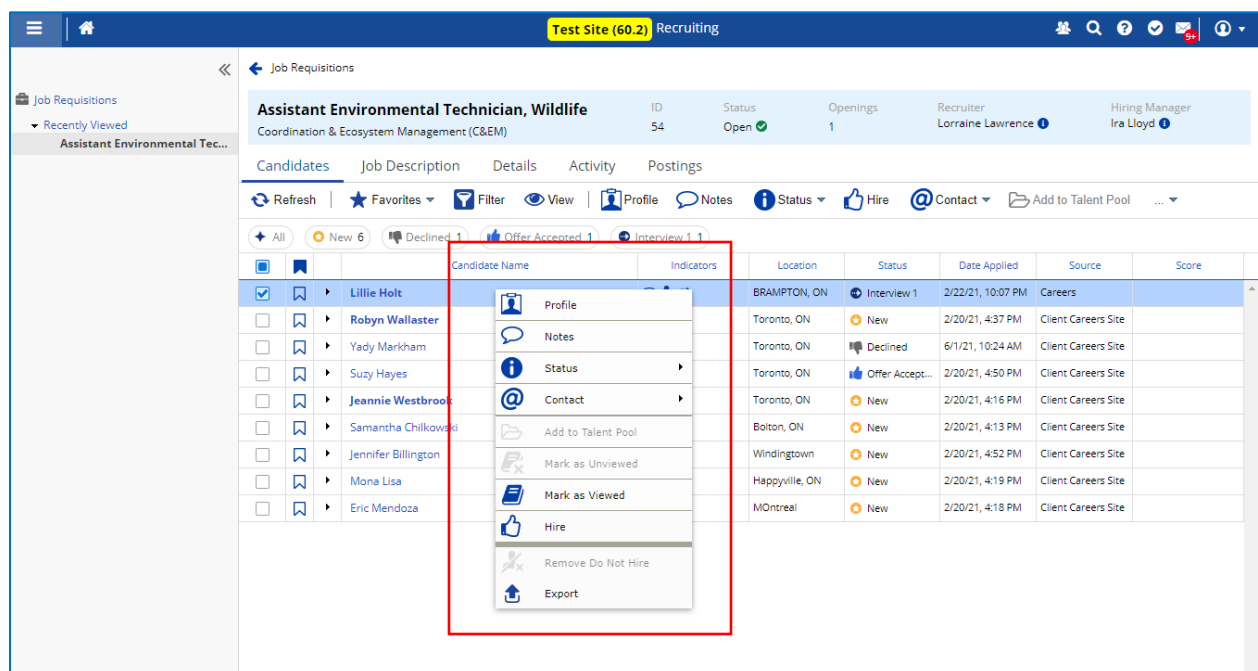 Test Site (60.2) Recruiting
9+
Job Requisitions
Job Requisitions
Recently Viewed
Assistant Environmental Tec...
Assistant Environmental Technician, Wildlife
Coordination & Ecosystem Management (C&EM)
ID
54
Status
Open
Openings
1
Recruiter
Lorraine Lawrence
Hiring Manager
Ira Lloyd
Candidates Job Description Details Activity Postings
Refresh Favorites Filter View Profile Notes Status Hire Contact Add to Talent Pool ...
All New 6 Declined 1 Offer Accepted 1 Interview 1 1
Candidate Name Indicators Location Status Date Applied Source Score
Lillie Holt BRAMPTON, ON Interview 1 2/22/21, 10:07 PM Careers
Robyn Wallaster Toronto, ON New 2/20/21, 4:37 PM Client Careers Site
Yady Markham Toronto, ON Declined 6/1/21, 10:24 AM Client Careers Site
Suzy Hayes Toronto, ON Offer Accept... 2/20/21, 4:50 PM Client Careers Site
Jeannie Westbrook Toronto, ON New 2/20/21, 4:16 PM Client Careers Site
Samantha Chilkowski Bolton, ON New 2/20/21, 4:13 PM Client Careers Site
Jennifer Billington Windingtown New 2/20/21, 4:52 PM Client Careers Site
Mona Lisa Happyville, ON New 2/20/21, 4:19 PM Client Careers Site
Eric Mendoza MOntreal New 2/20/21, 4:18 PM Client Careers Site
Profile
Notes
Status
Contact
Add to Talent Pool
Mark as Unviewed
Mark as Viewed
Hire
Remove Do Not Hire
Export